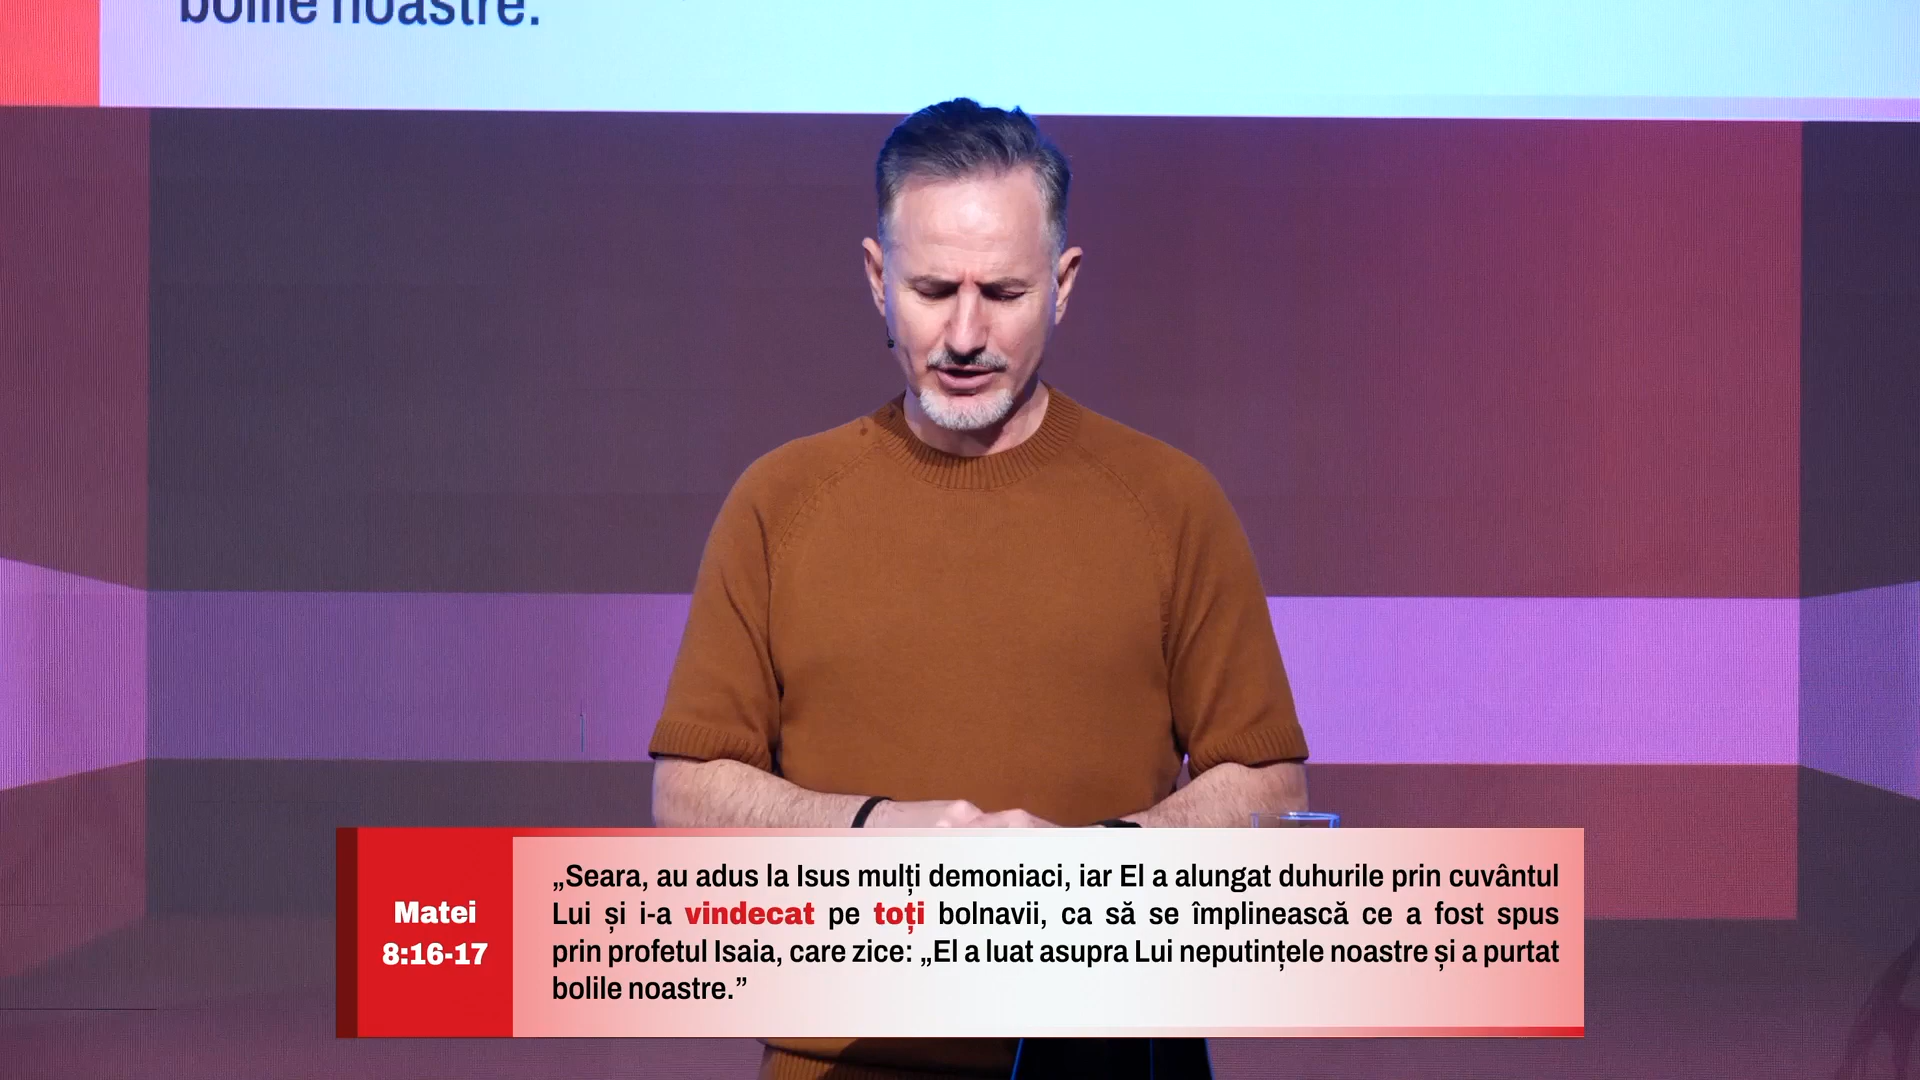 bolile noastre.
Matei
8:16-17
„Seara, au adus la Isus mulți demoniaci, iar El a alungat duhurile prin cuvântul
Lui și i-a vindecat pe toți bolnavii, ca să se împlinească ce a fost spus
prin profetul Isaia, care zice: „El a luat asupra Lui neputințele noastre și a purtat
bolile noastre.”